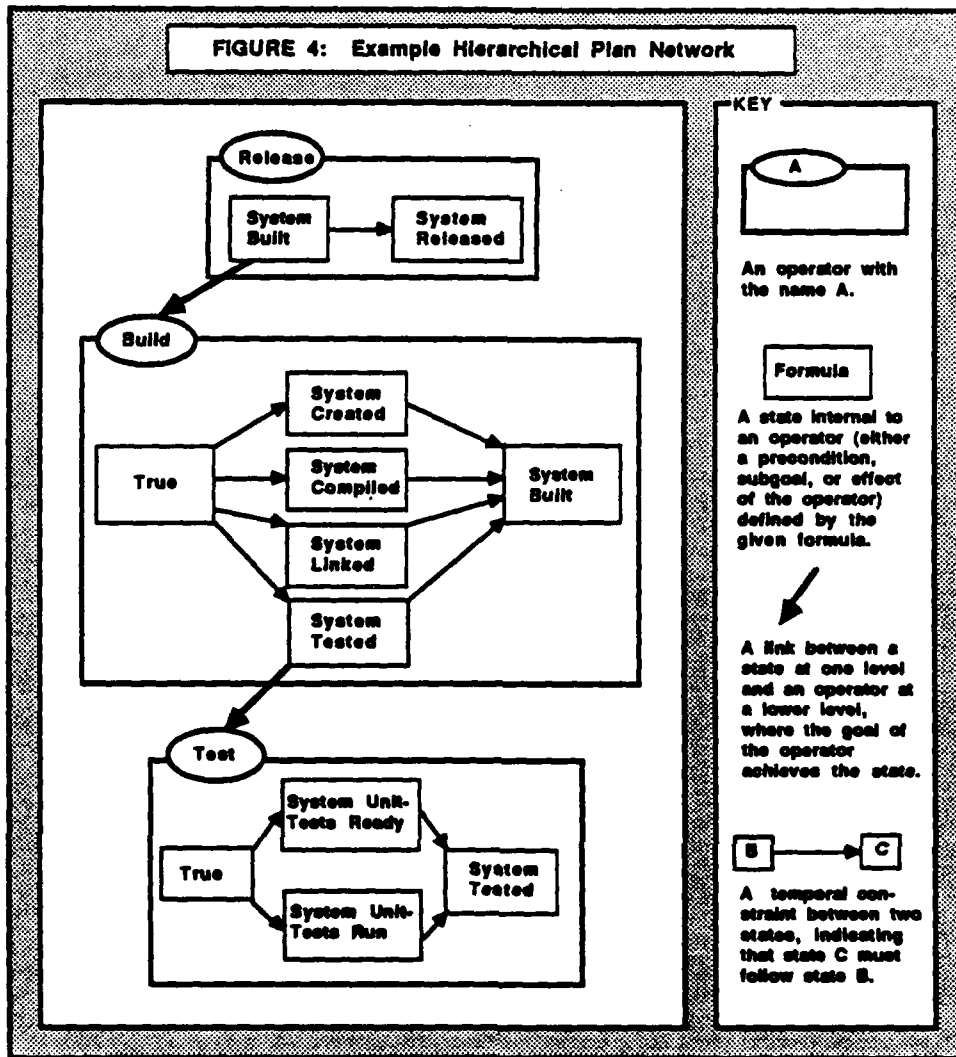 FIGURE 4: Example Hierarchical Plan Network
Release
System
Built
System
Released
Build
True
System
Created
System
Compiled
System
Linked
System
Tested
System
Built
Test
True
System Unit-
Tests Ready
System Unit-
Tests Run
System
Tested
KEY
A
An operator with
the name A.
Formula
A state internal to
an operator (either
a precondition,
subgoal, or effect
of the operator)
defined by the
given formula.
A link between a
state at one level
and an operator at
a lower level,
where the goal of
the operator
achieves the state.
B
C
A temporal con-
straint between two
states, indicating
that state C must
follow state B.